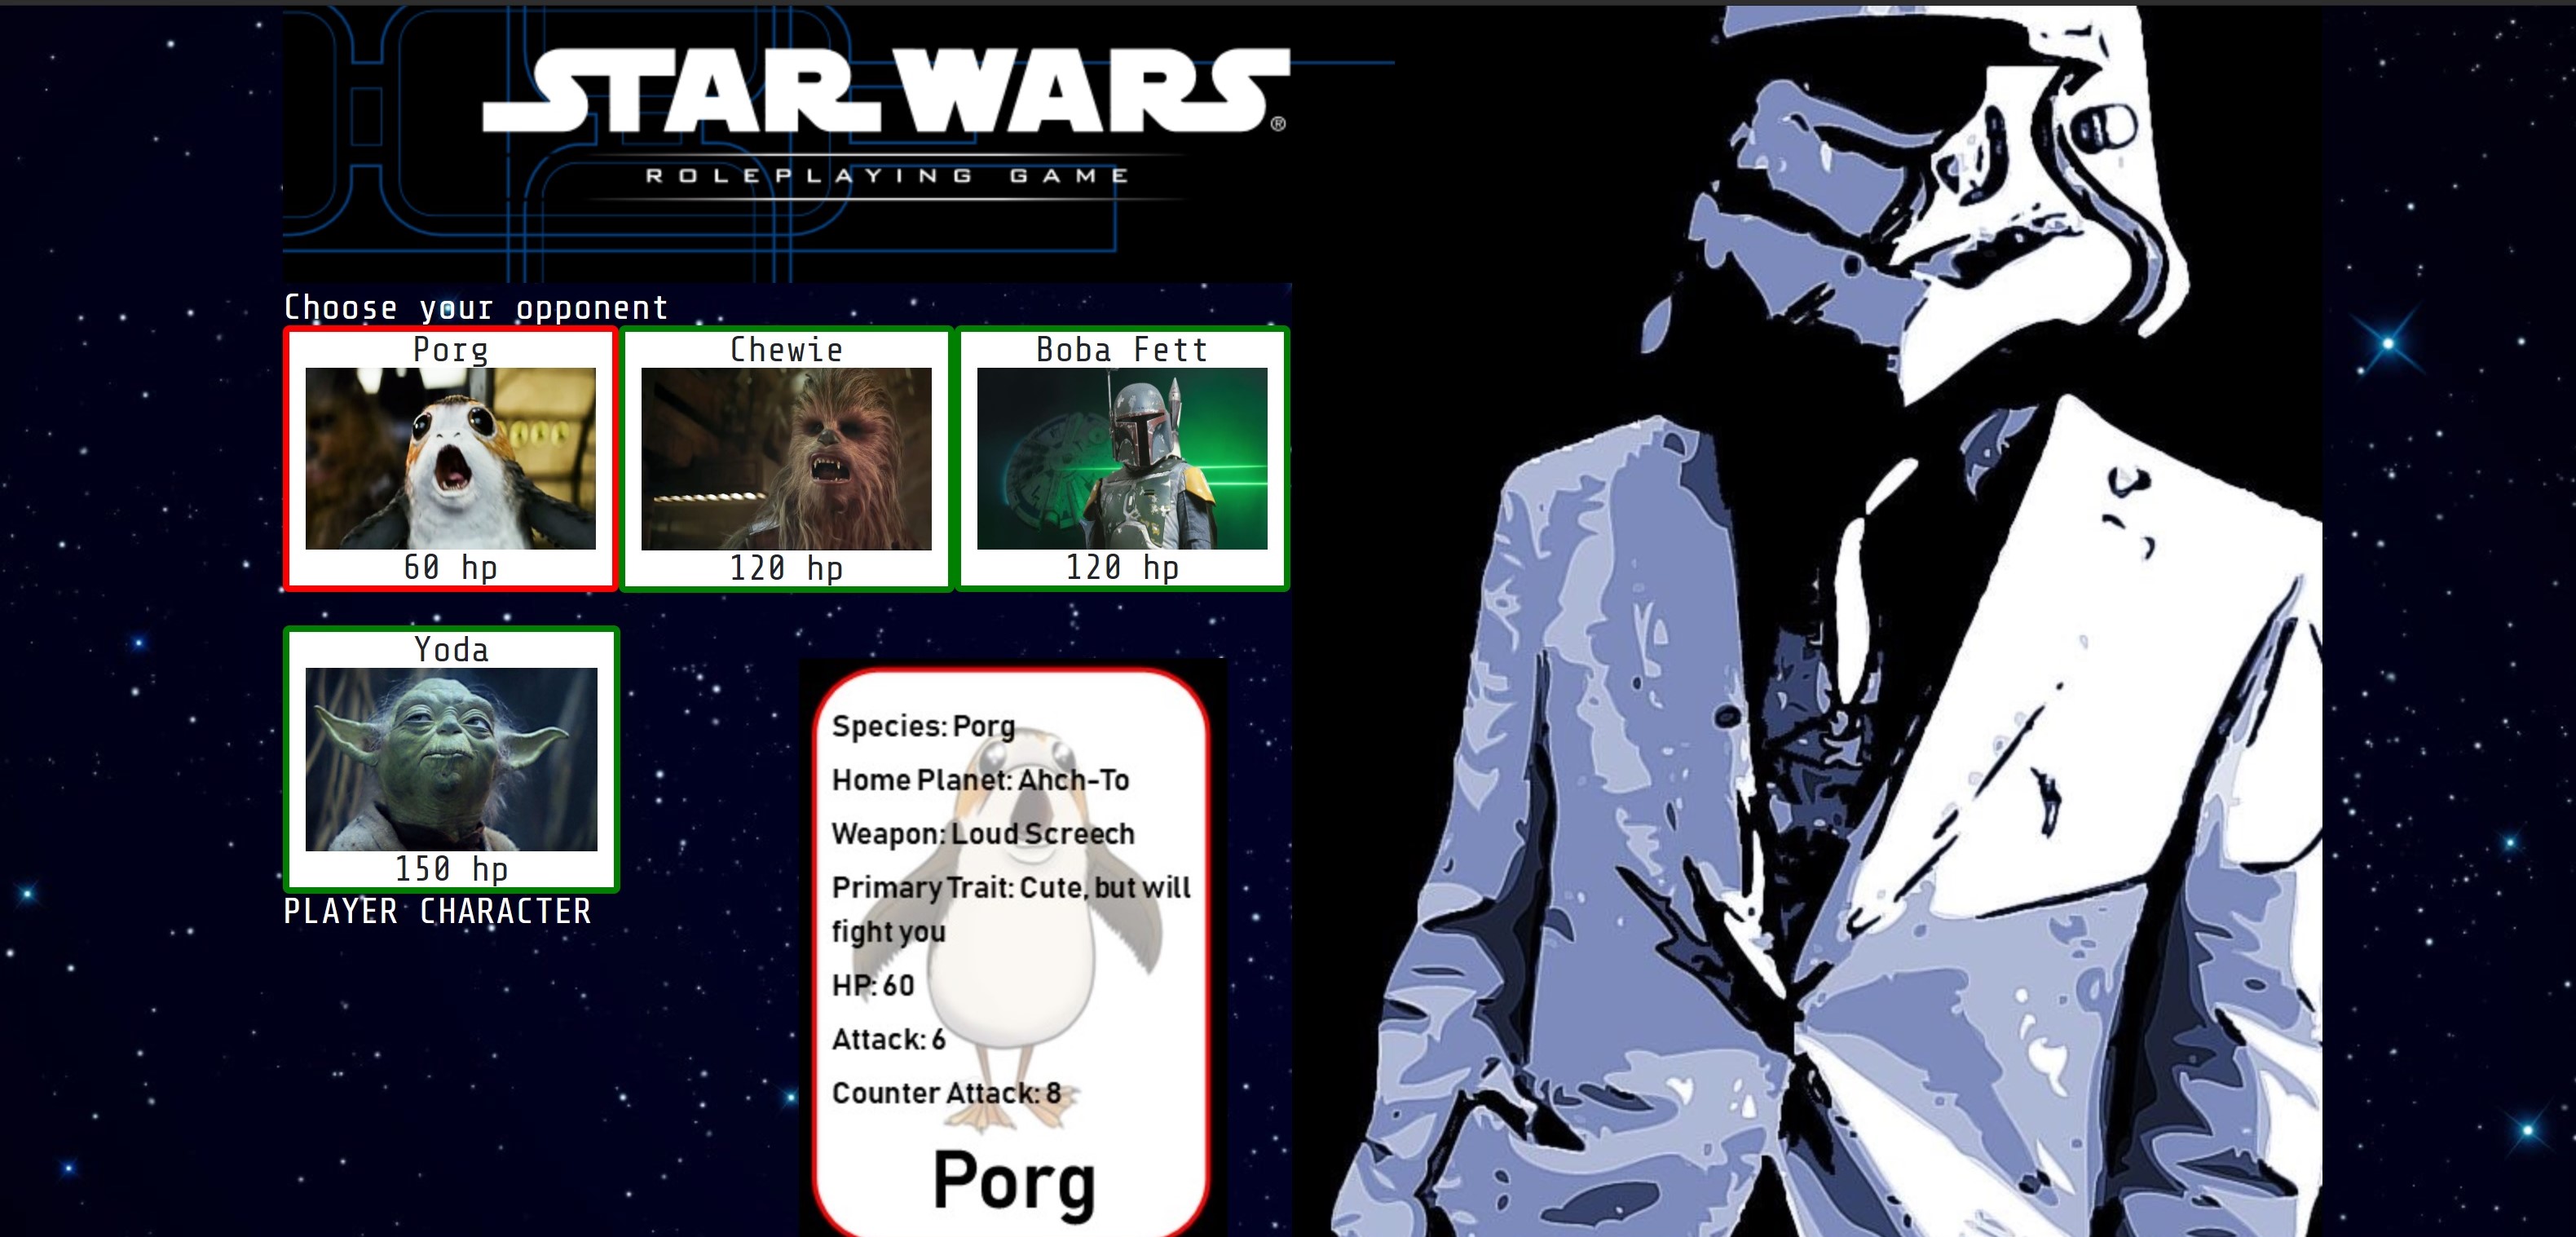 STAR WARS®
ROLEPLAYING GAME
Choose your opponent
Porg
Chewie
Boba Fett
60 hp
120 hp
120 hp
Yoda
150 hp
PLAYER CHARACTER
Species: Porg
Home Planet: Ahch-To
Weapon: Loud Screech
Primary Trait: Cute, but will
fight you
HP: 60
Attack: 6
Counter Attack: 8
Porg